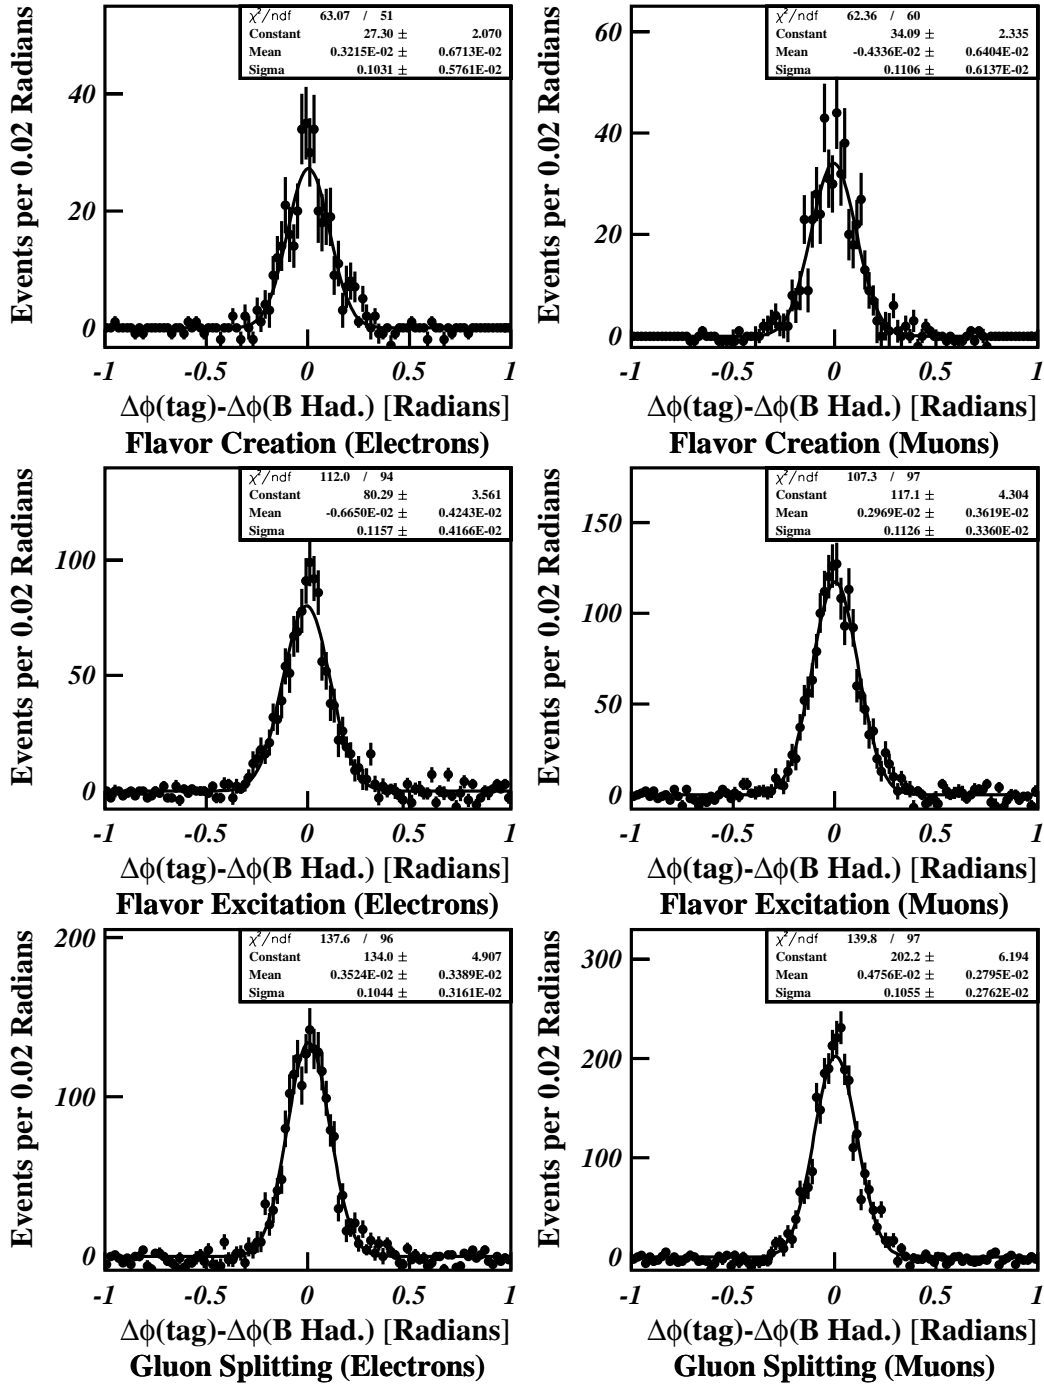 χ²/ndf 63.07 / 51
Constant 27.30 ± 2.070
Mean 0.3215E-02 ± 0.6713E-02
Sigma 0.1031 ± 0.5761E-02
Events per 0.02 Radians
40
20
0
-1 -0.5 0 0.5 1
Δϕ(tag)-Δϕ(B Had.) [Radians]
Flavor Creation (Electrons)
χ²/ndf 62.36 / 60
Constant 34.09 ± 2.335
Mean -0.4336E-02 ± 0.6404E-02
Sigma 0.1106 ± 0.6137E-02
Events per 0.02 Radians
60
40
20
0
-1 -0.5 0 0.5 1
Δϕ(tag)-Δϕ(B Had.) [Radians]
Flavor Creation (Muons)
χ²/ndf 112.0 / 94
Constant 80.29 ± 3.561
Mean -0.6650E-02 ± 0.4243E-02
Sigma 0.1157 ± 0.4166E-02
Events per 0.02 Radians
100
50
0
-1 -0.5 0 0.5 1
Δϕ(tag)-Δϕ(B Had.) [Radians]
Flavor Excitation (Electrons)
χ²/ndf 107.3 / 97
Constant 117.1 ± 4.304
Mean 0.2969E-02 ± 0.3619E-02
Sigma 0.1126 ± 0.3360E-02
Events per 0.02 Radians
150
100
50
0
-1 -0.5 0 0.5 1
Δϕ(tag)-Δϕ(B Had.) [Radians]
Flavor Excitation (Muons)
χ²/ndf 137.6 / 96
Constant 134.0 ± 4.907
Mean 0.3524E-02 ± 0.3389E-02
Sigma 0.1044 ± 0.3161E-02
Events per 0.02 Radians
200
100
0
-1 -0.5 0 0.5 1
Δϕ(tag)-Δϕ(B Had.) [Radians]
Gluon Splitting (Electrons)
χ²/ndf 139.8 / 97
Constant 202.2 ± 6.194
Mean 0.4756E-02 ± 0.2795E-02
Sigma 0.1055 ± 0.2762E-02
Events per 0.02 Radians
300
200
100
0
-1 -0.5 0 0.5 1
Δϕ(tag)-Δϕ(B Had.) [Radians]
Gluon Splitting (Muons)